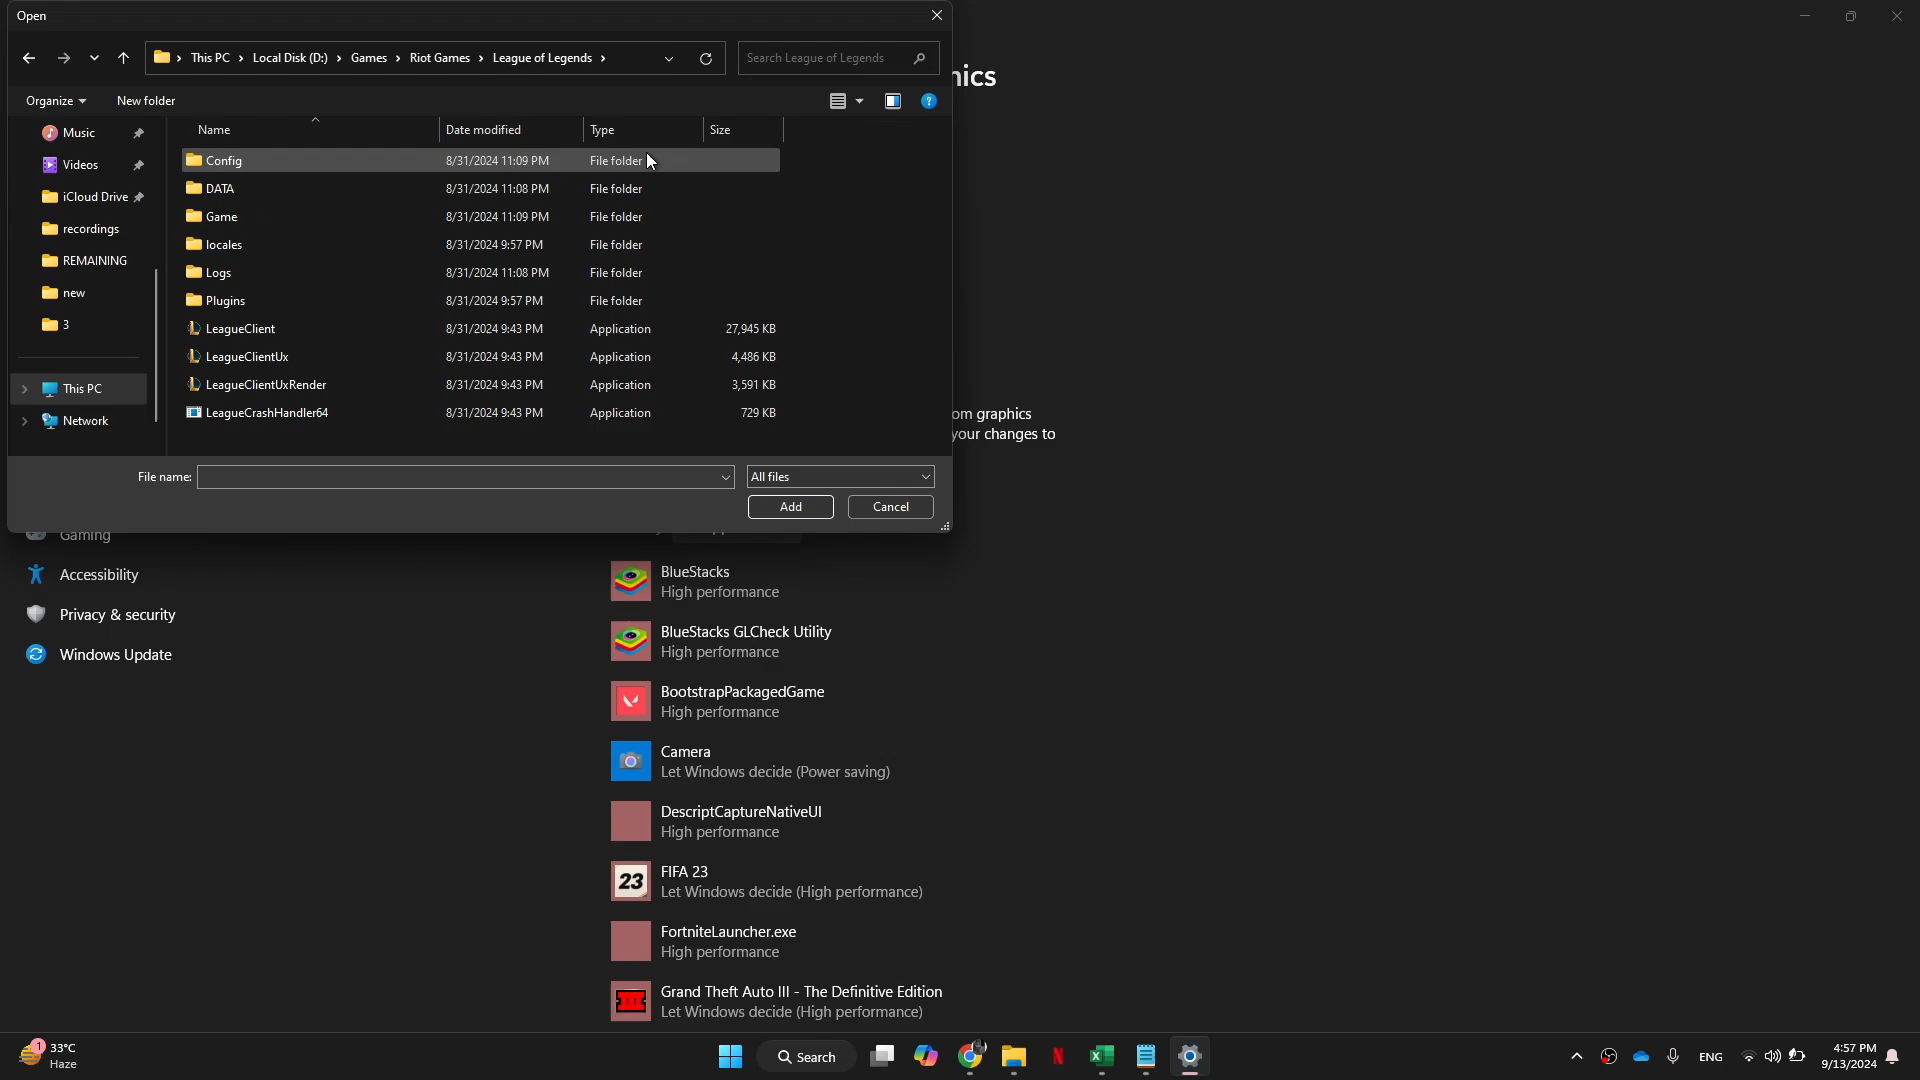 Open
This PC > Local Disk (D:) > Games > Riot Games > League of Legends >
Search League of Legends
Organize
New folder
Name
Date modified
Type
Size
Music
Videos
iCloud Drive
recordings
REMAINING
new
3
This PC
Network
Config 8/31/2024 11:09 PM File folder
DATA 8/31/2024 11:08 PM File folder
Game 8/31/2024 11:09 PM File folder
locales 8/31/2024 9:57 PM File folder
Logs 8/31/2024 11:08 PM File folder
Plugins 8/31/2024 9:57 PM File folder
LeagueClient 8/31/2024 9:43 PM Application 27,945 KB
LeagueClientUx 8/31/2024 9:43 PM Application 4,486 KB
LeagueClientUxRender 8/31/2024 9:43 PM Application 3,591 KB
LeagueCrashHandler64 8/31/2024 9:43 PM Application 729 KB
File name:
All files
Add
Cancel
nics
om graphics
your changes to
Gaming
Accessibility
Privacy & security
Windows Update
BlueStacks
High performance
BlueStacks GLCheck Utility
High performance
BootstrapPackagedGame
High performance
Camera
Let Windows decide (Power saving)
DescriptCaptureNativeUI
High performance
23
FIFA 23
Let Windows decide (High performance)
FortniteLauncher.exe
High performance
Grand Theft Auto III - The Definitive Edition
Let Windows decide (High performance)
1
33°C
Haze
Search
ENG
4:57 PM
9/13/2024